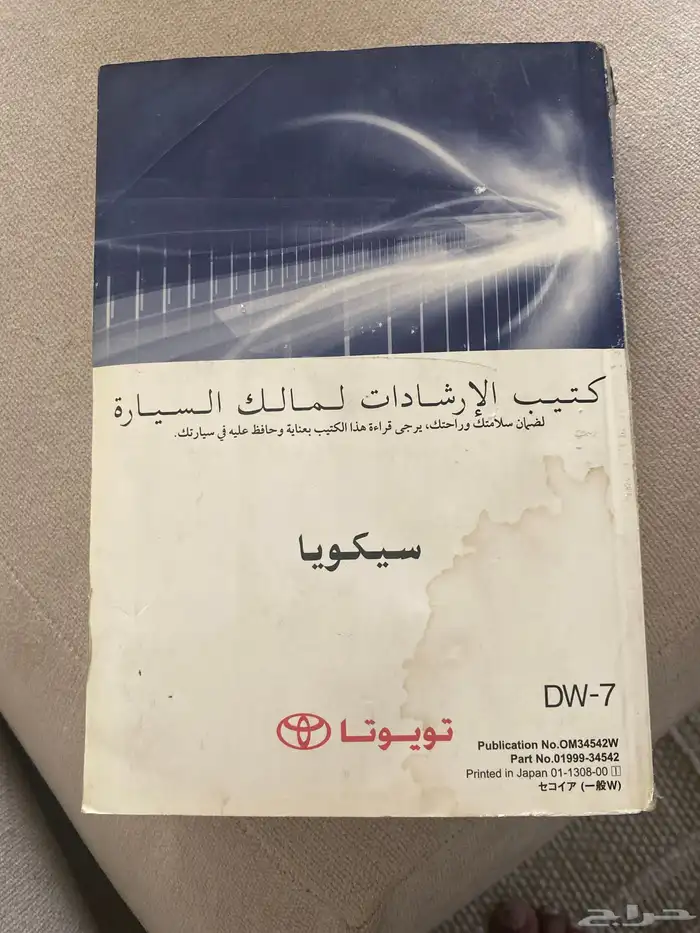 كتيب الإرشادات لمالك السيارة
لضمان سلامتك وراحتك، يرجى قراءة هذا الكتيب بعناية وحافظ عليه في سيارتك.
سيكويا
DW-7
تويوتا
Publication No.OM34542W
Part No.01999-34542
Printed in Japan 01-1308-00 1
セコイア (一般W)
حراج